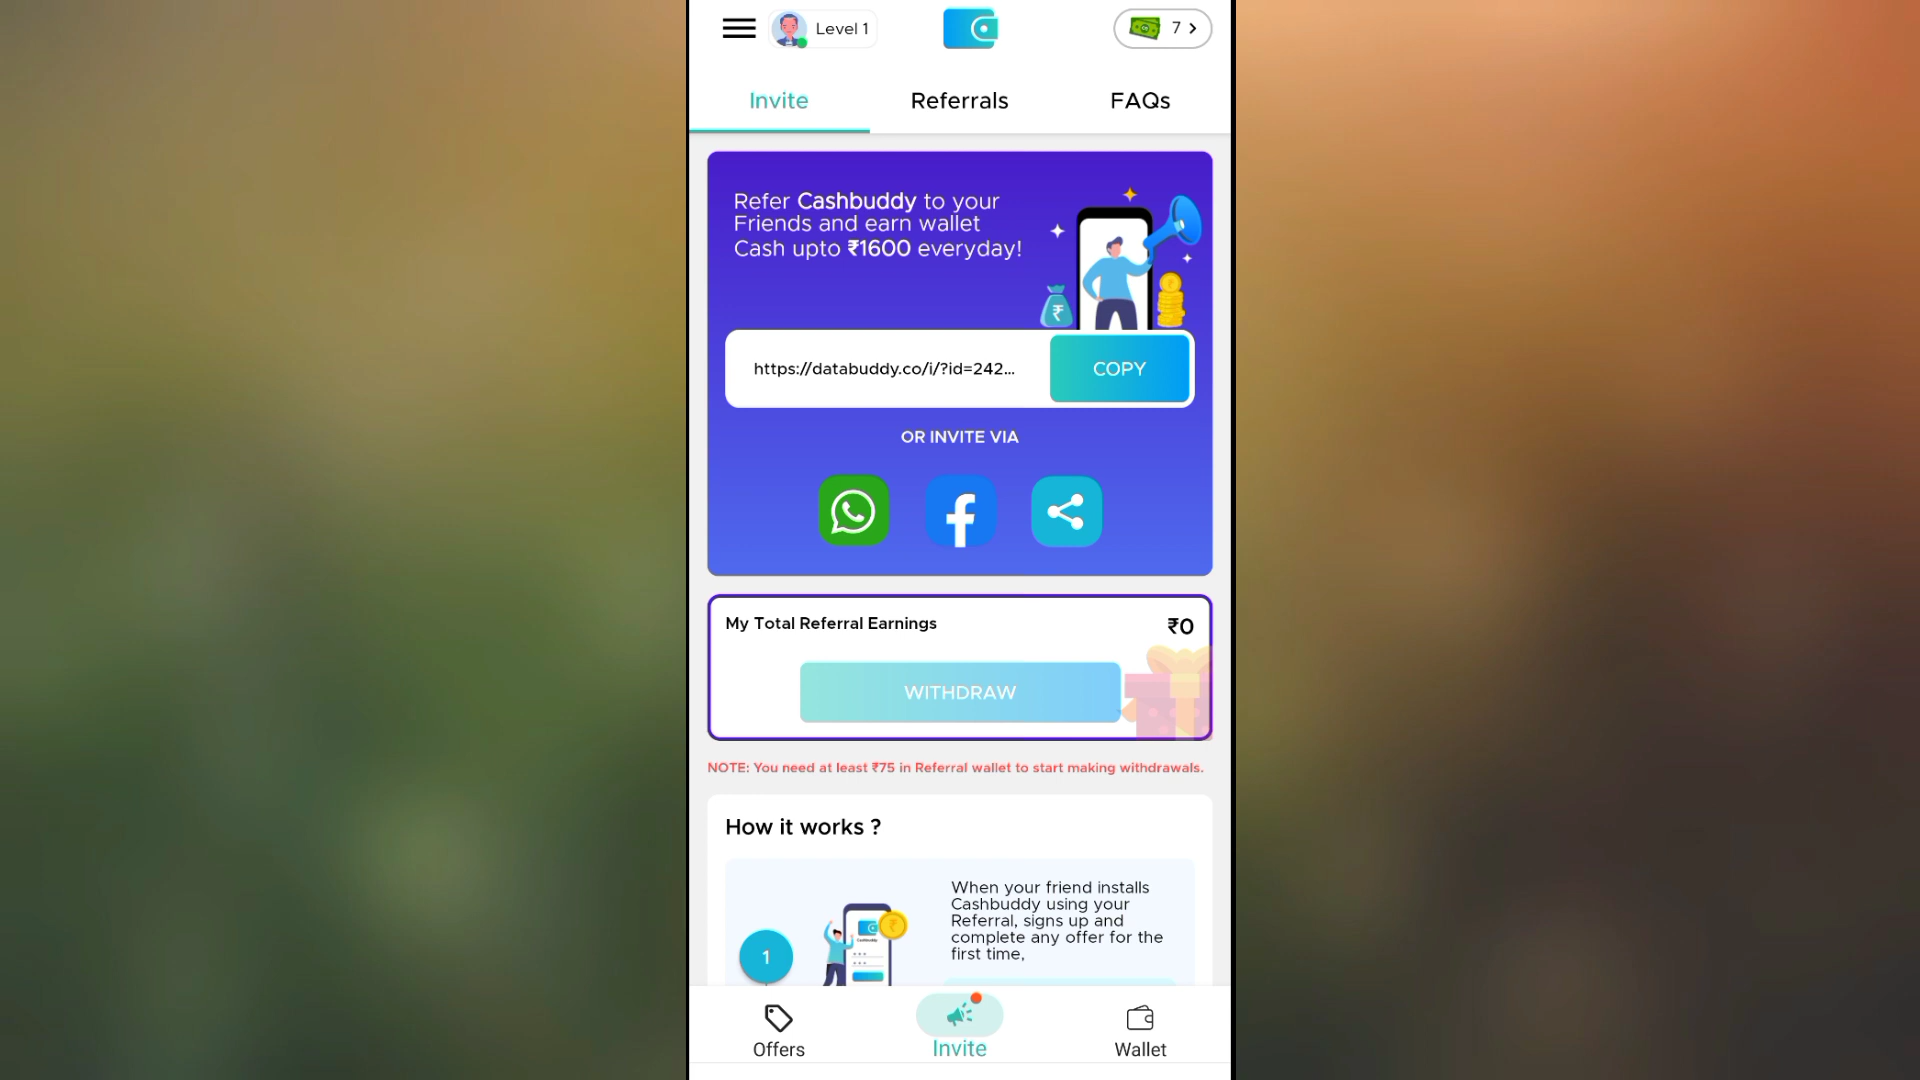 Level 1
7
Invite
Referrals
FAQs
Refer Cashbuddy to your
Friends and earn wallet
Cash upto ₹1600 everyday!
https://databuddy.co/i/?id=242...
COPY
OR INVITE VIA
My Total Referral Earnings
₹0
WITHDRAW
NOTE: You need at least ₹75 in Referral wallet to start making withdrawals.
How it works ?
1
When your friend installs
Cashbuddy using your
Referral, signs up and
complete any offer for the
first time,
Offers
Invite
Wallet